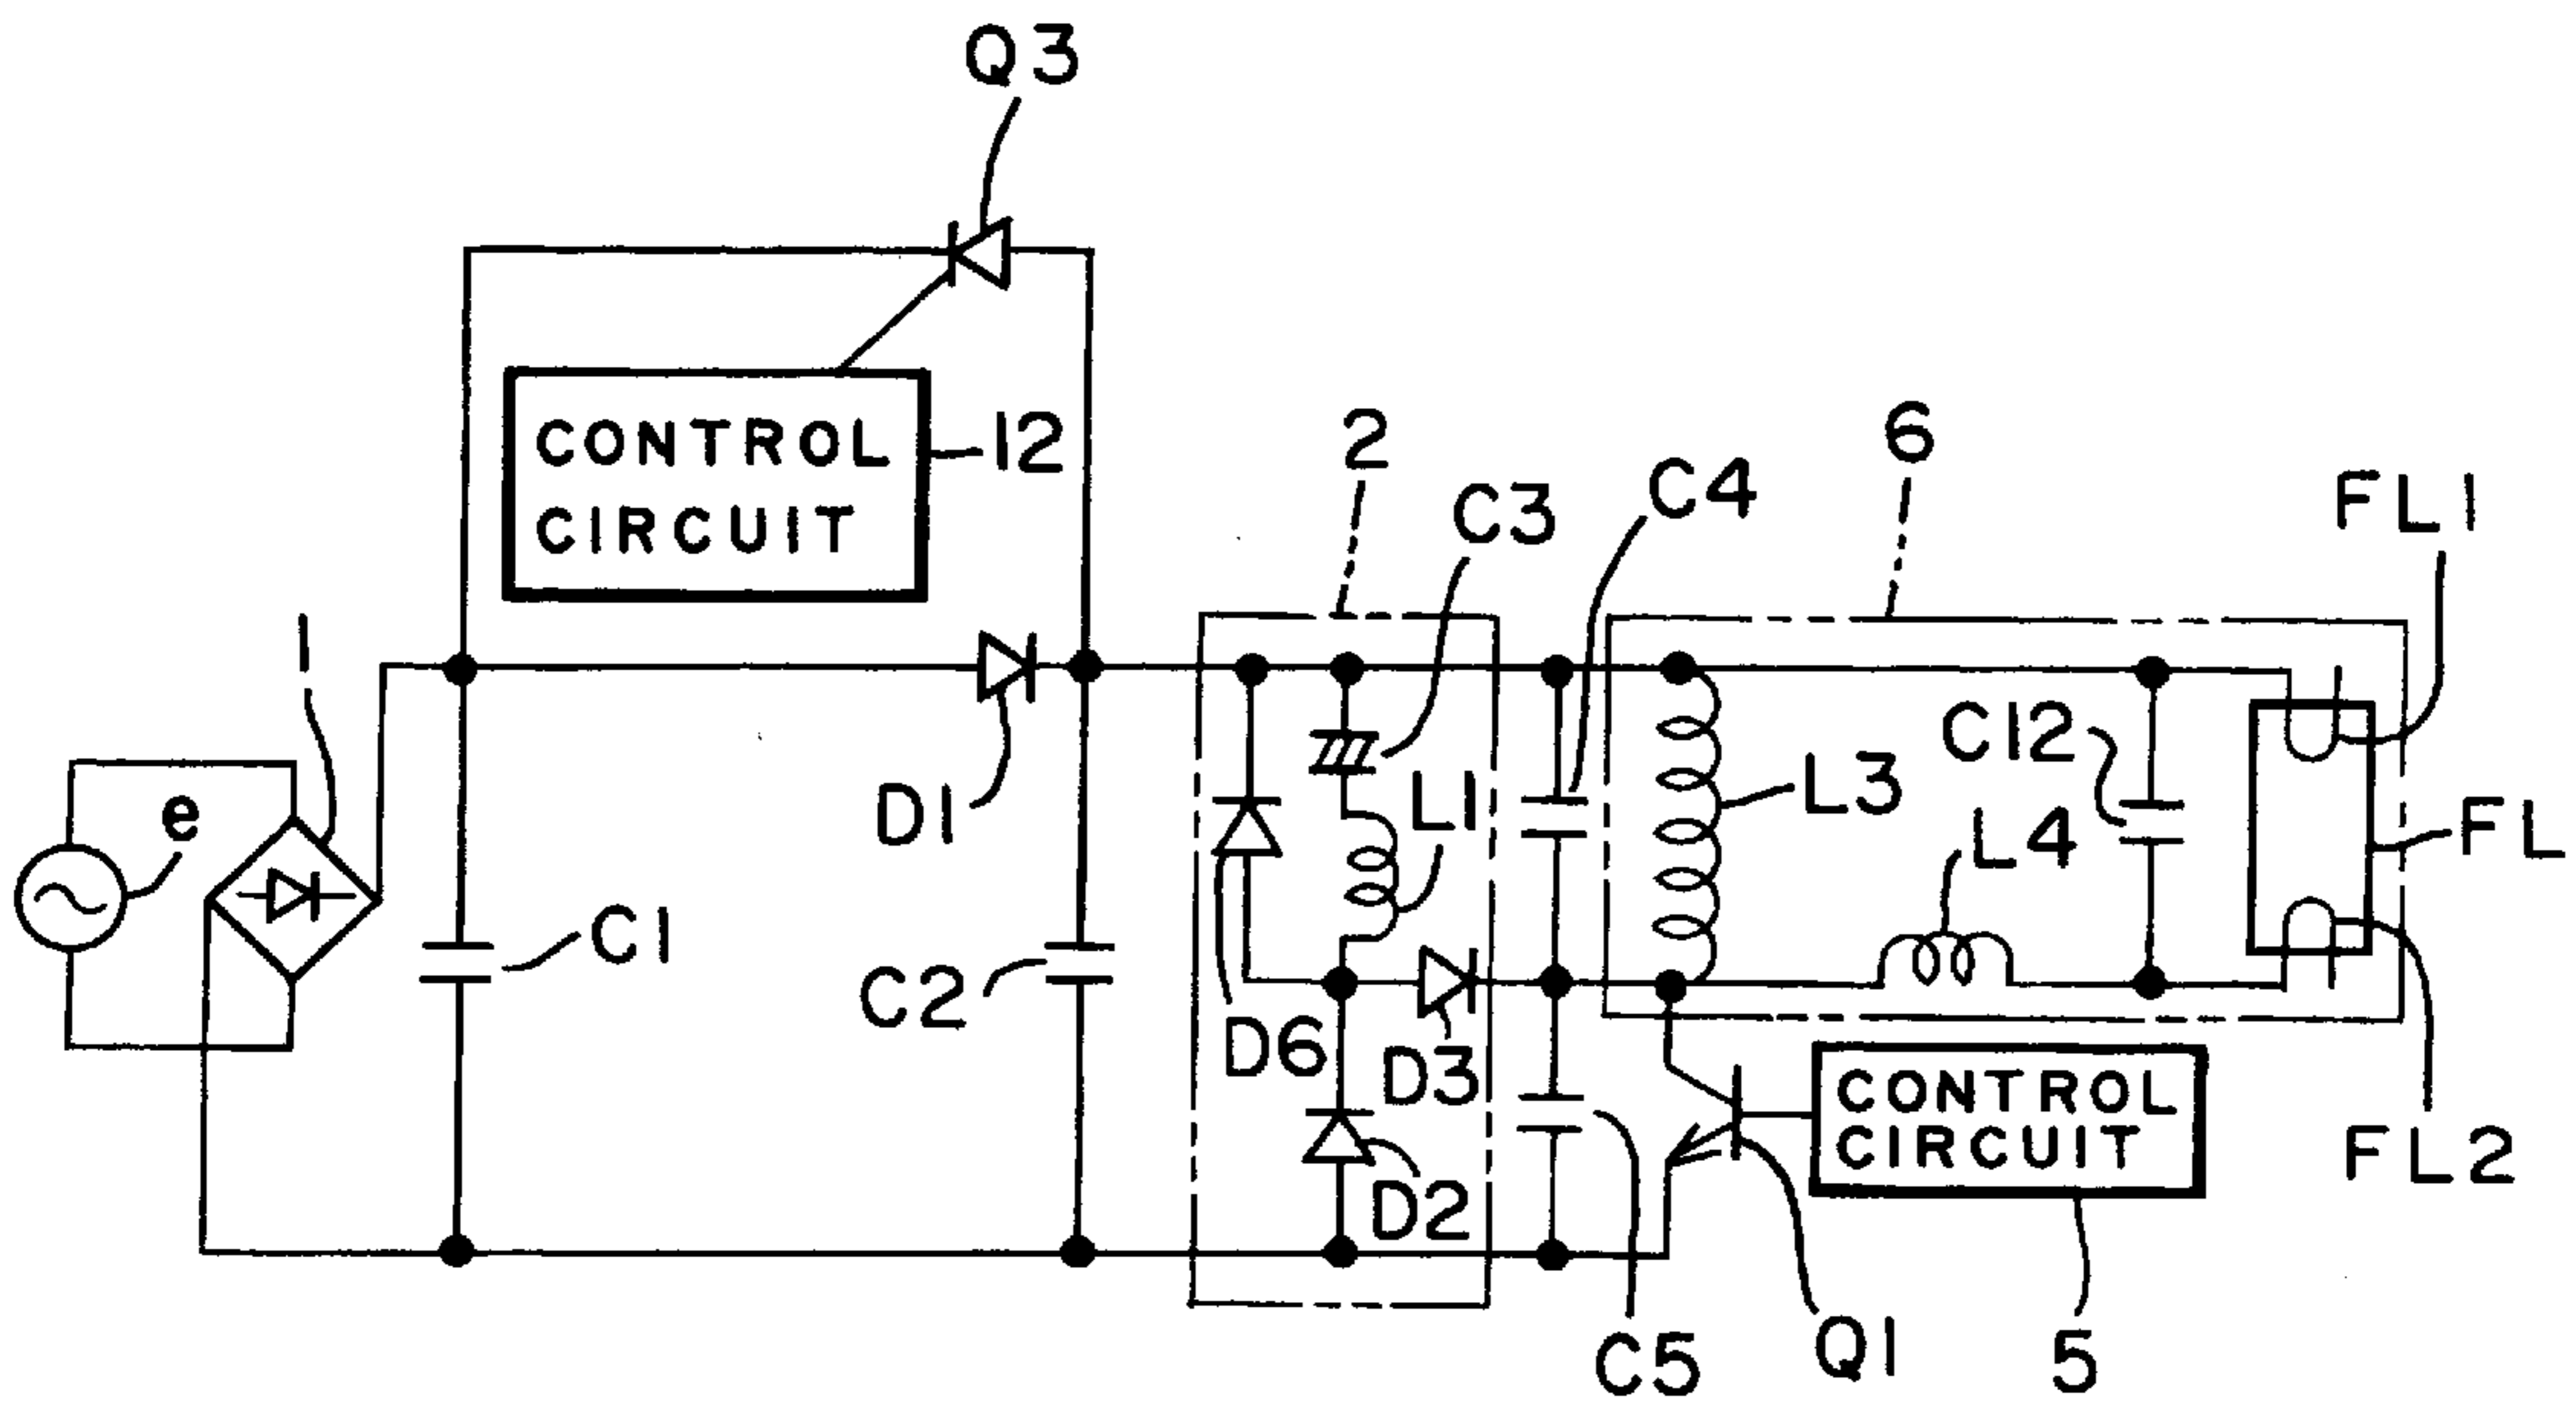 Q3
CONTROL
CIRCUIT
12
2
6
C3
C4
FL1
1
e
D1
C12
L1
L3
L4
FL
C1
C2
D6
D3
CONTROL
CIRCUIT
FL2
D2
C5
Q1
5